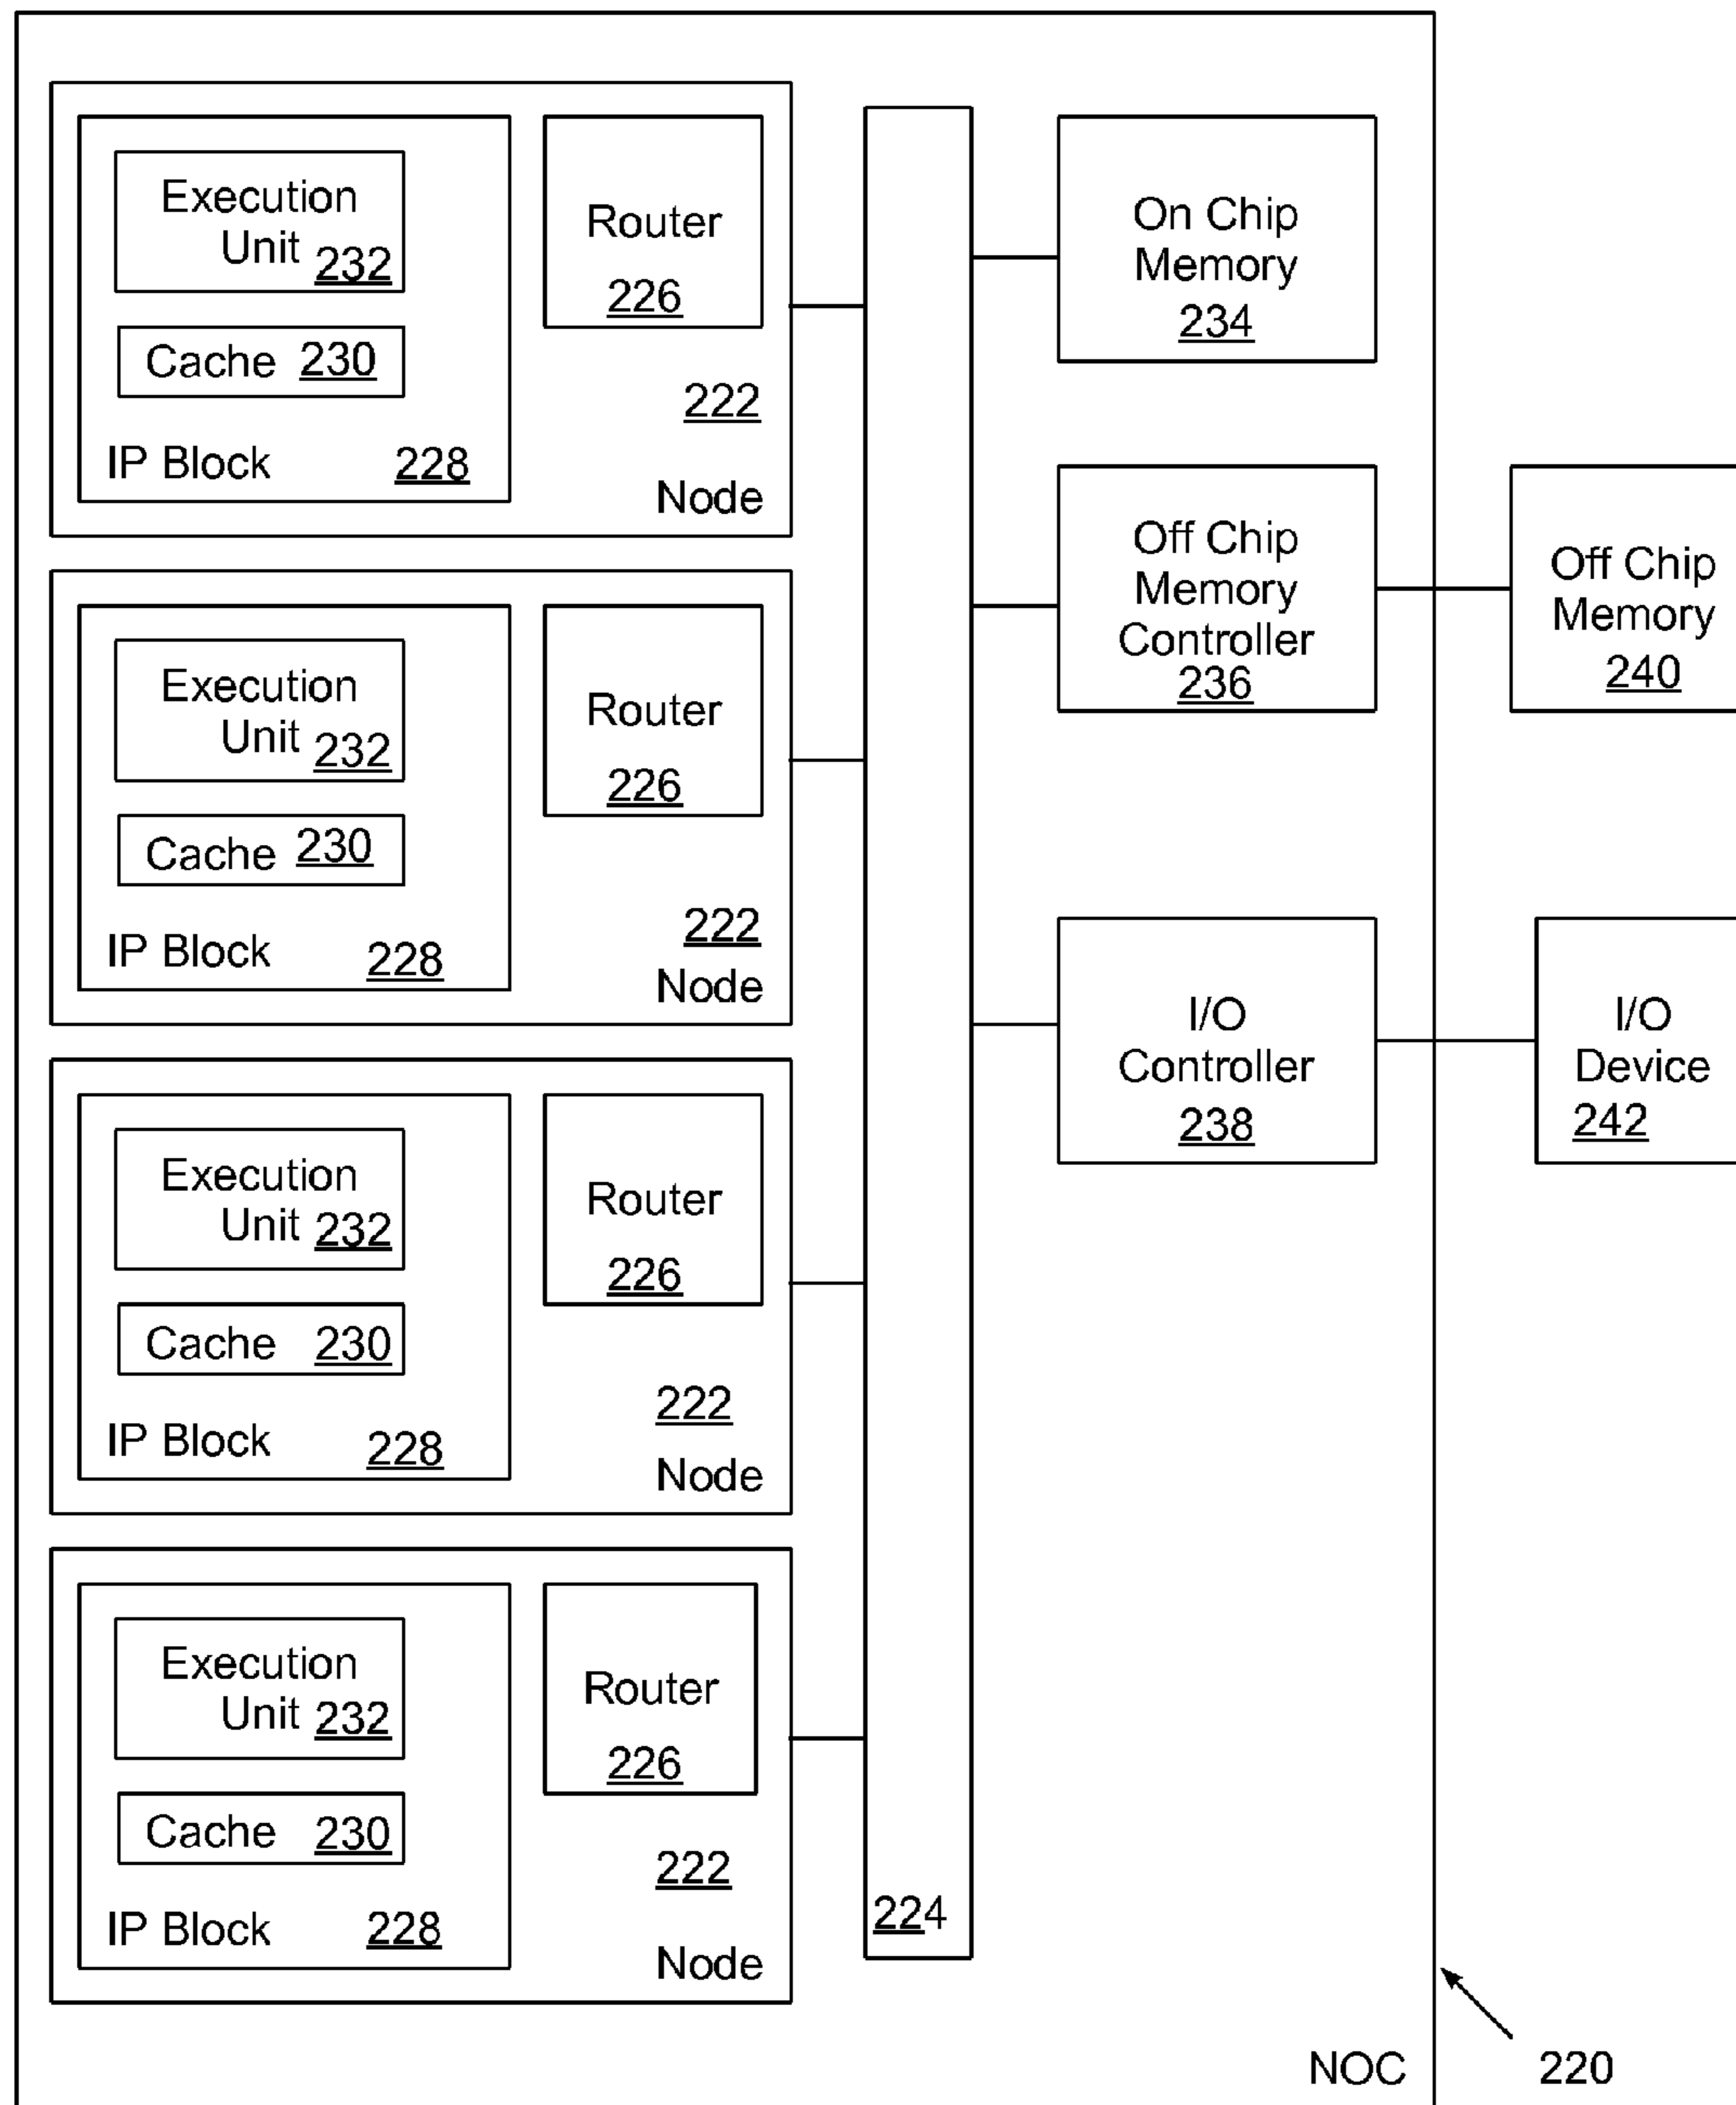 Execution
Unit 232
Cache 230
IP Block 228
Router
226
222
Node
Execution
Unit 232
Cache 230
IP Block 228
Router
226
222
Node
Execution
Unit 232
Cache 230
IP Block 228
Router
226
222
Node
Execution
Unit 232
Cache 230
IP Block 228
Router
226
222
Node
224
On Chip
Memory
234
Off Chip
Memory
Controller
236
I/O
Controller
238
Off Chip
Memory
240
I/O
Device
242
NOC
220